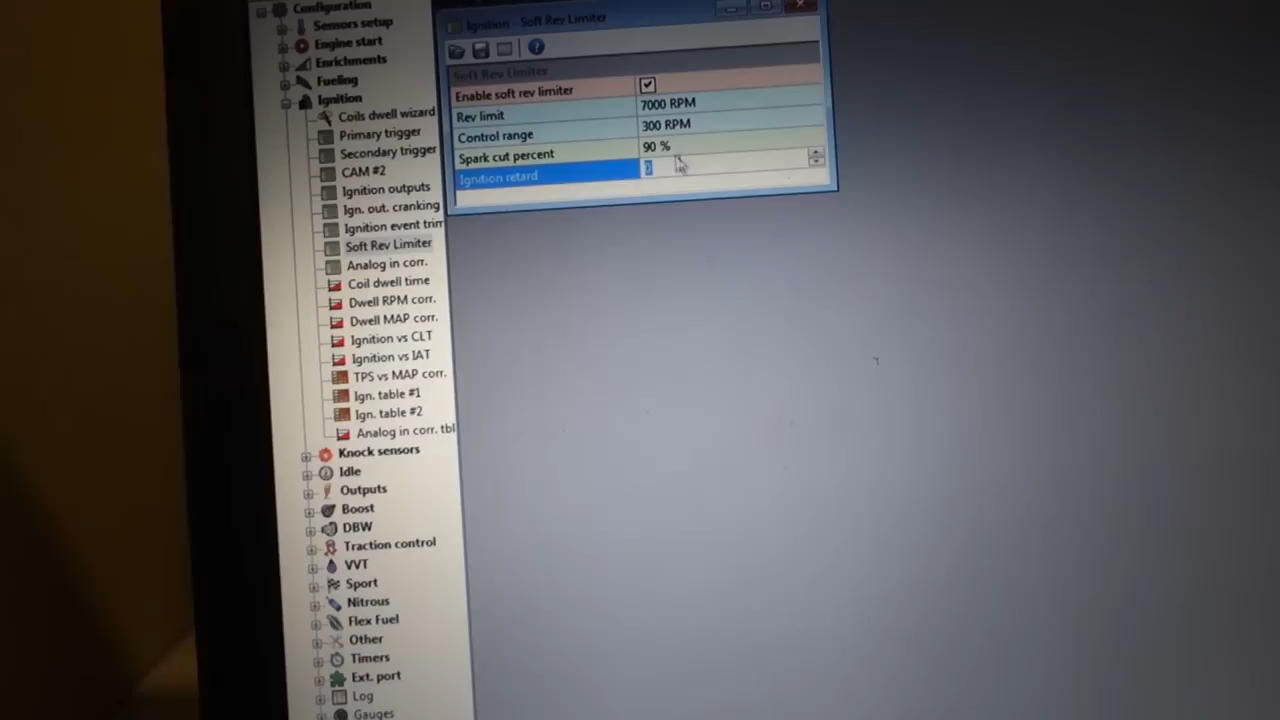 Configuration
Sensors setup
Engine start
Enrichments
Fueling
Ignition
Coils dwell wizard
Primary trigger
Secondary trigger
CAM #2
Ignition outputs
Ign. out. cranking
Ignition event trim
Soft Rev Limiter
Analog in corr.
Coil dwell time
Dwell RPM corr.
Dwell MAP corr.
Ignition vs CLT
Ignition vs IAT
TPS vs MAP corr.
Ign. table #1
Ign. table #2
Analog in corr. tbl
Knock sensors
Idle
Outputs
Boost
DBW
Traction control
VVT
Sport
Nitrous
Flex Fuel
Other
Timers
Ext. port
Log
Gauges
Ignition - Soft Rev Limiter
Soft Rev Limiter
Enable soft rev limiter
Rev limit 7000 RPM
Control range 300 RPM
Spark cut percent 90 %
Ignition retard 0